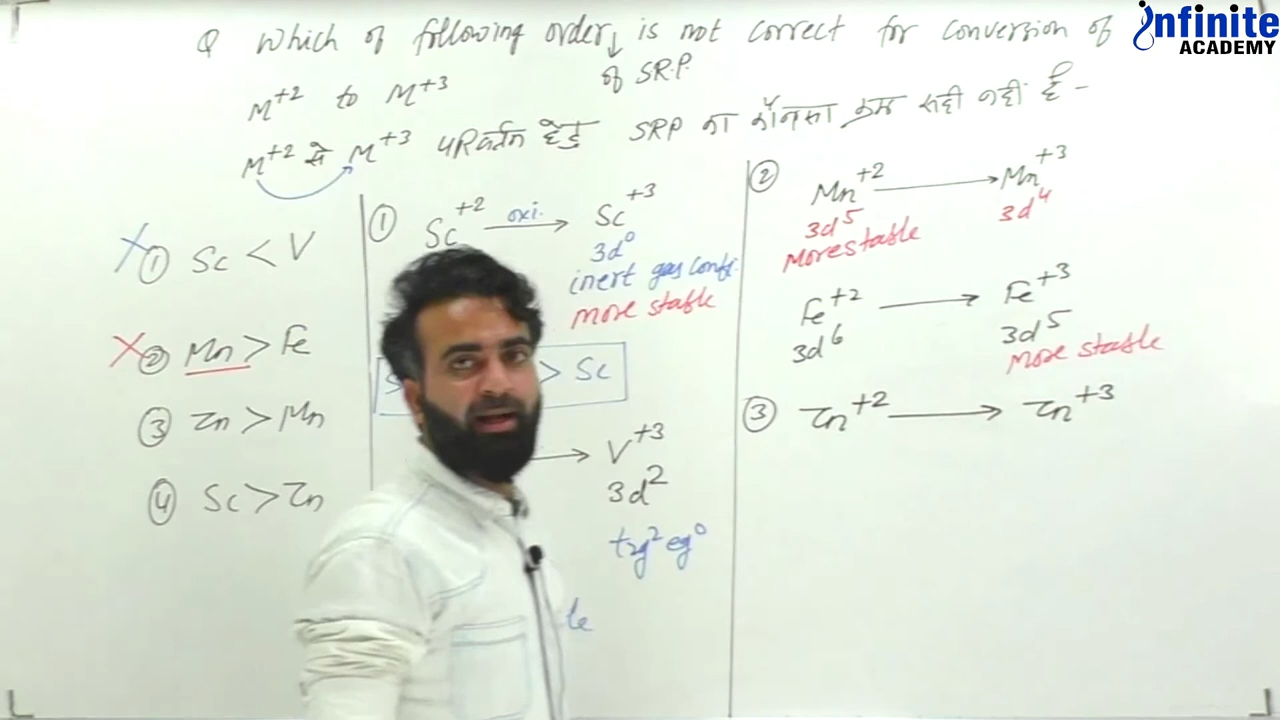 Infinite
ACADEMY
Q Which of following order↓ is not correct for conversion of
of SRP.
M+2 to M+3
M+2 से M+3 परिवर्तन हेतु SRP का कौनसा क्रम सही नहीं है -
① Sc < V
② Mn > Fe
③ Zn > Mn
④ Sc > Zn
① Sc+2 oxi. → Sc+3
3d0
inert gas conf.
more stable
> Sc
→ V+3
3d2
t2g2 eg0
② Mn+2 → Mn+3
3d5 3d4
More stable
Fe+2 → Fe+3
3d6 3d5
More stable
③ Zn+2 → Zn+3